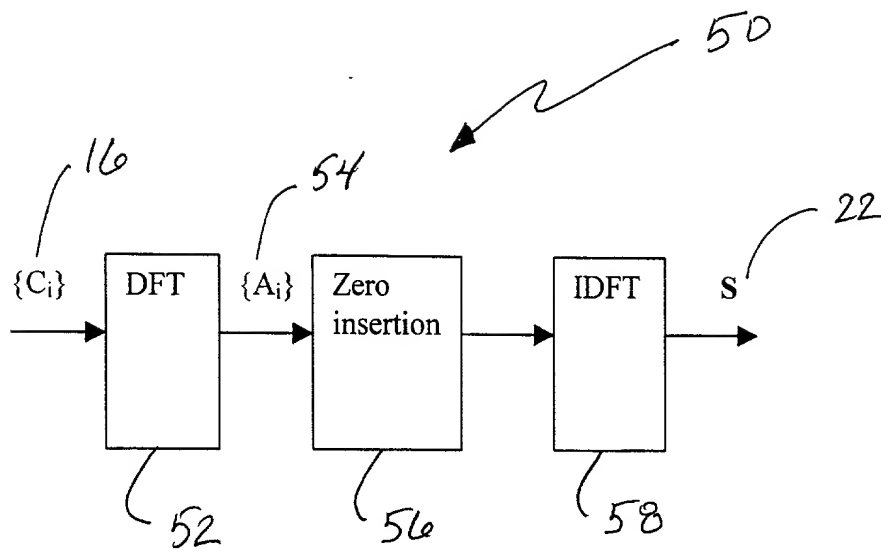 50
16
54
22
{Cᵢ}
DFT
{Aᵢ}
Zero
insertion
IDFT
S
52
56
58